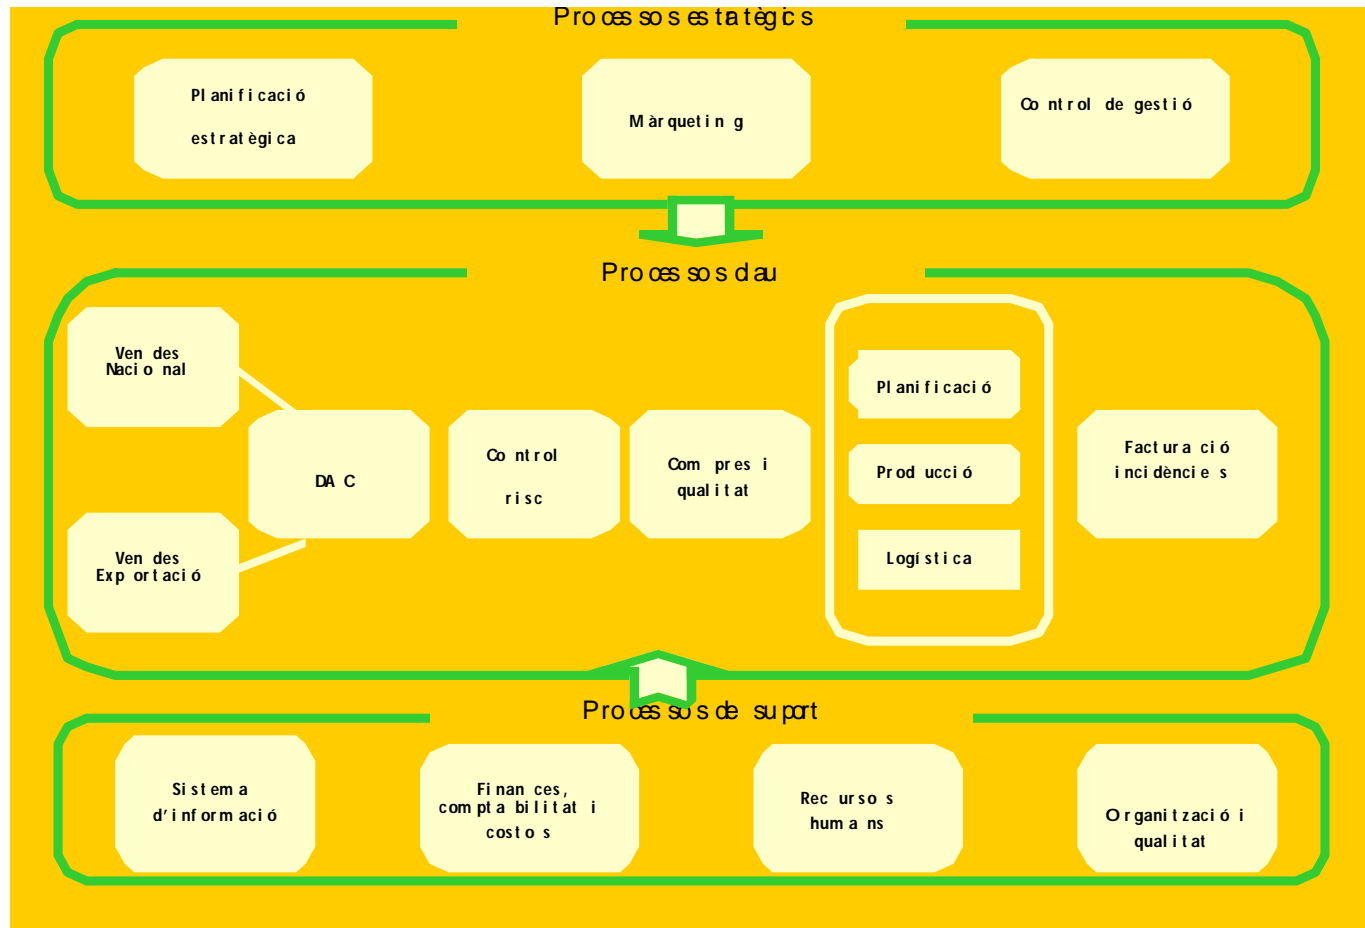 Processos estratègics
Planificació
estratègica
Màrqueting
Control de gestió
Processos clau
Vendes
Nacional
Vendes
Exportació
DAC
Control
risc
Compres i
qualitat
Planificació
Producció
Logística
Facturació
incidències
Processos de suport
Sistema
d'informació
Finances,
comptabilitat i
costos
Recursos
humans
Organització i
qualitat